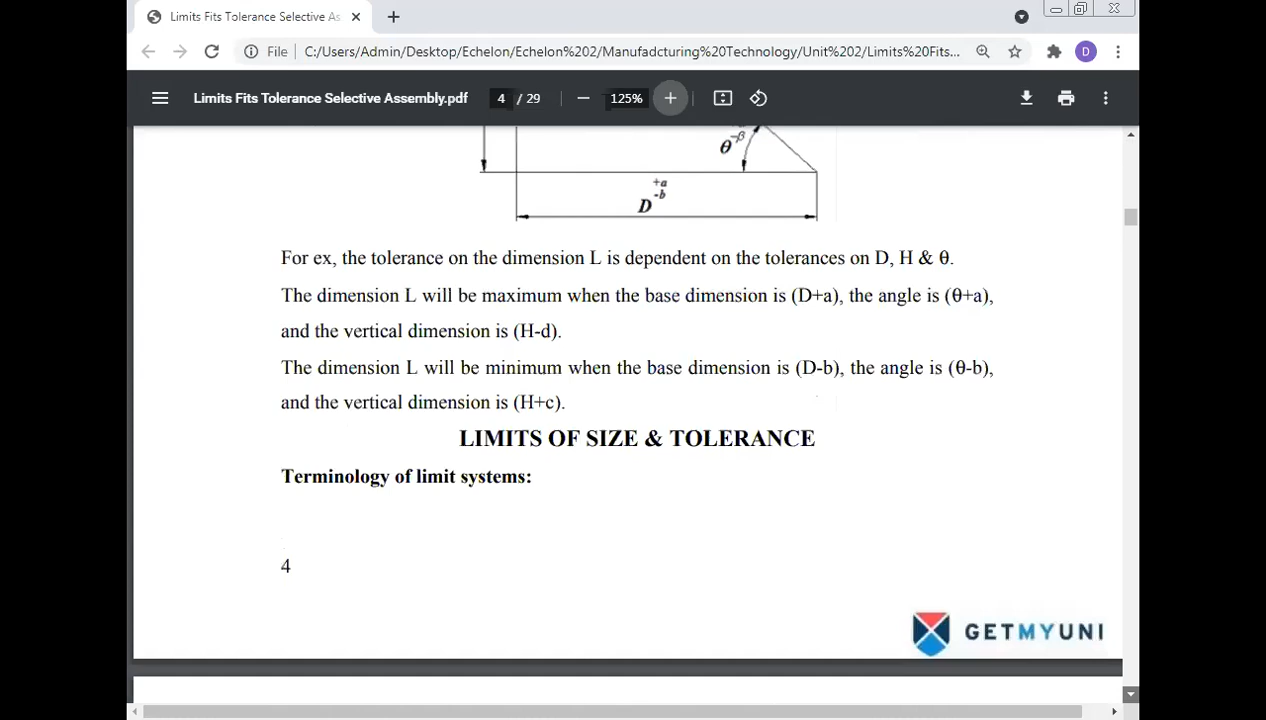 Limits Fits Tolerance Selective As
File C:/Users/Admin/Desktop/Echelon/Echelon%202/Manufadcturing%20Technology/Unit%202/Limits%20Fits... D
Limits Fits Tolerance Selective Assembly.pdf 4 / 29 125%
θ-β
+a
-b
D
For ex, the tolerance on the dimension L is dependent on the tolerances on D, H & θ.
The dimension L will be maximum when the base dimension is (D+a), the angle is (θ+a),
and the vertical dimension is (H-d).
The dimension L will be minimum when the base dimension is (D-b), the angle is (θ-b),
and the vertical dimension is (H+c).
LIMITS OF SIZE & TOLERANCE
Terminology of limit systems:
4
GETMYUNI